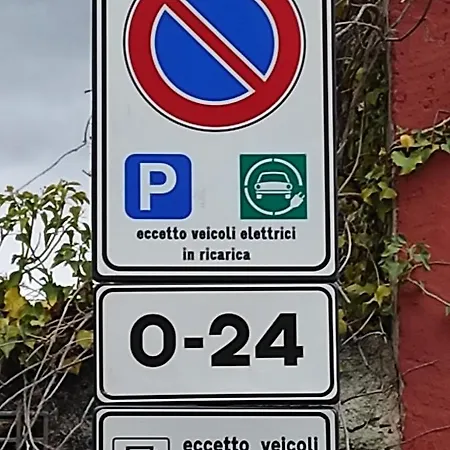 P
eccetto veicoli elettrici
in ricarica
0-24
eccetto veicoli